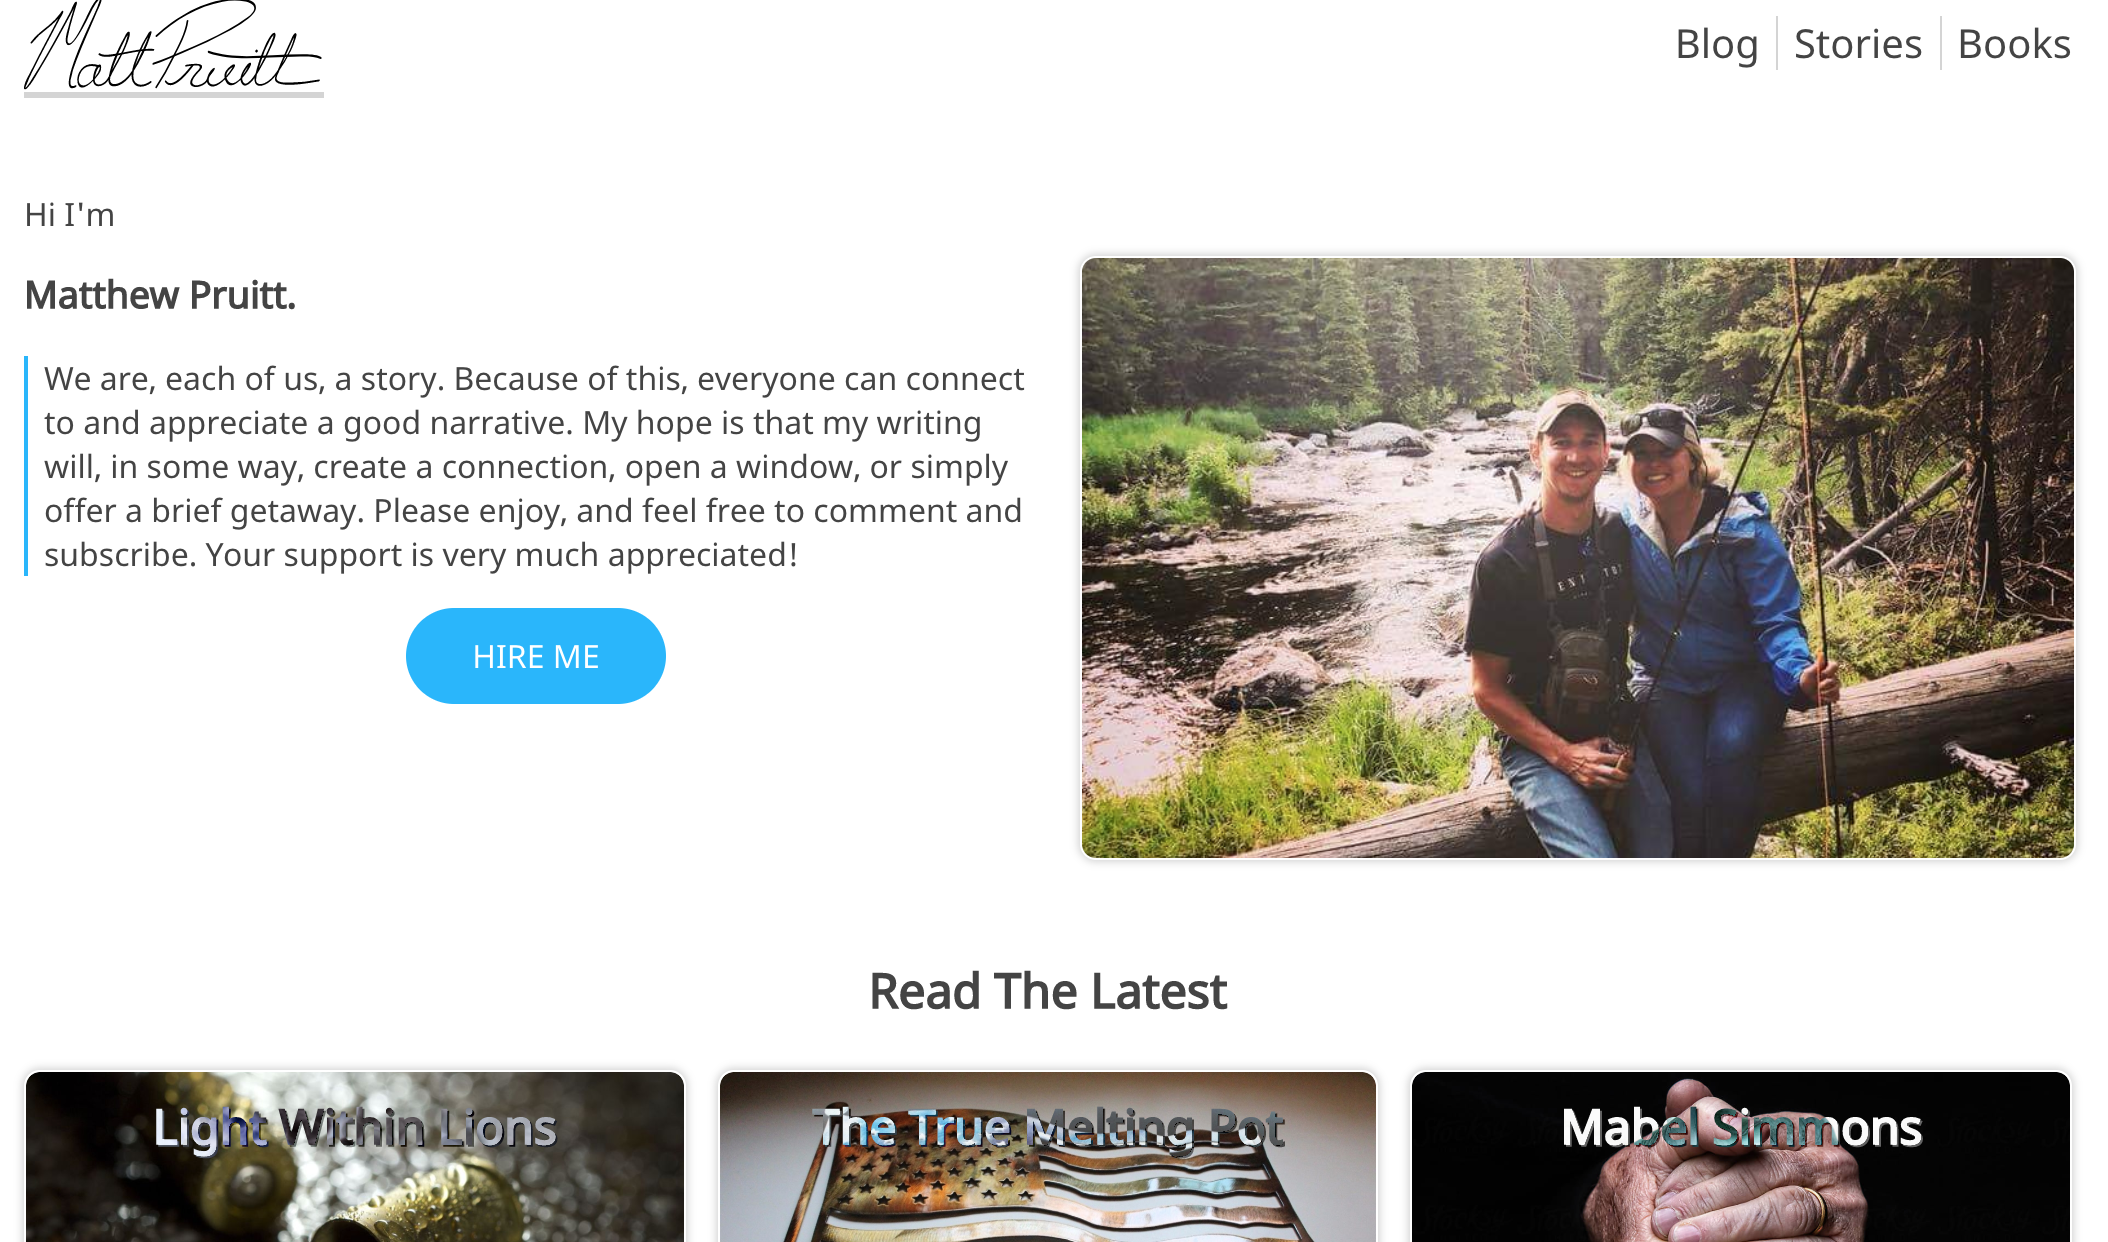 Matt Pruitt
Blog
Stories
Books
Hi I'm
Matthew Pruitt.
We are, each of us, a story. Because of this, everyone can connect
to and appreciate a good narrative. My hope is that my writing
will, in some way, create a connection, open a window, or simply
offer a brief getaway. Please enjoy, and feel free to comment and
subscribe. Your support is very much appreciated!
HIRE ME
Read The Latest
Light Within Lions
The True Melting Pot
Mabel Simmons